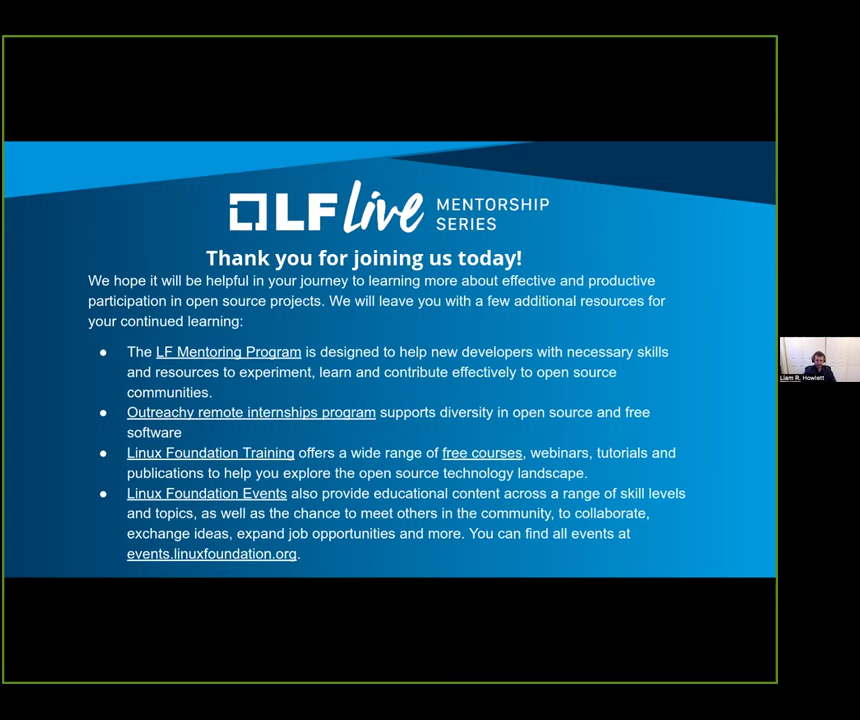 LF Live MENTORSHIP
SERIES
Thank you for joining us today!
We hope it will be helpful in your journey to learning more about effective and productive
participation in open source projects. We will leave you with a few additional resources for
your continued learning:
● The LF Mentoring Program is designed to help new developers with necessary skills
and resources to experiment, learn and contribute effectively to open source
communities.
● Outreachy remote internships program supports diversity in open source and free
software
● Linux Foundation Training offers a wide range of free courses, webinars, tutorials and
publications to help you explore the open source technology landscape.
● Linux Foundation Events also provide educational content across a range of skill levels
and topics, as well as the chance to meet others in the community, to collaborate,
exchange ideas, expand job opportunities and more. You can find all events at
events.linuxfoundation.org.
Liam R. Howlett